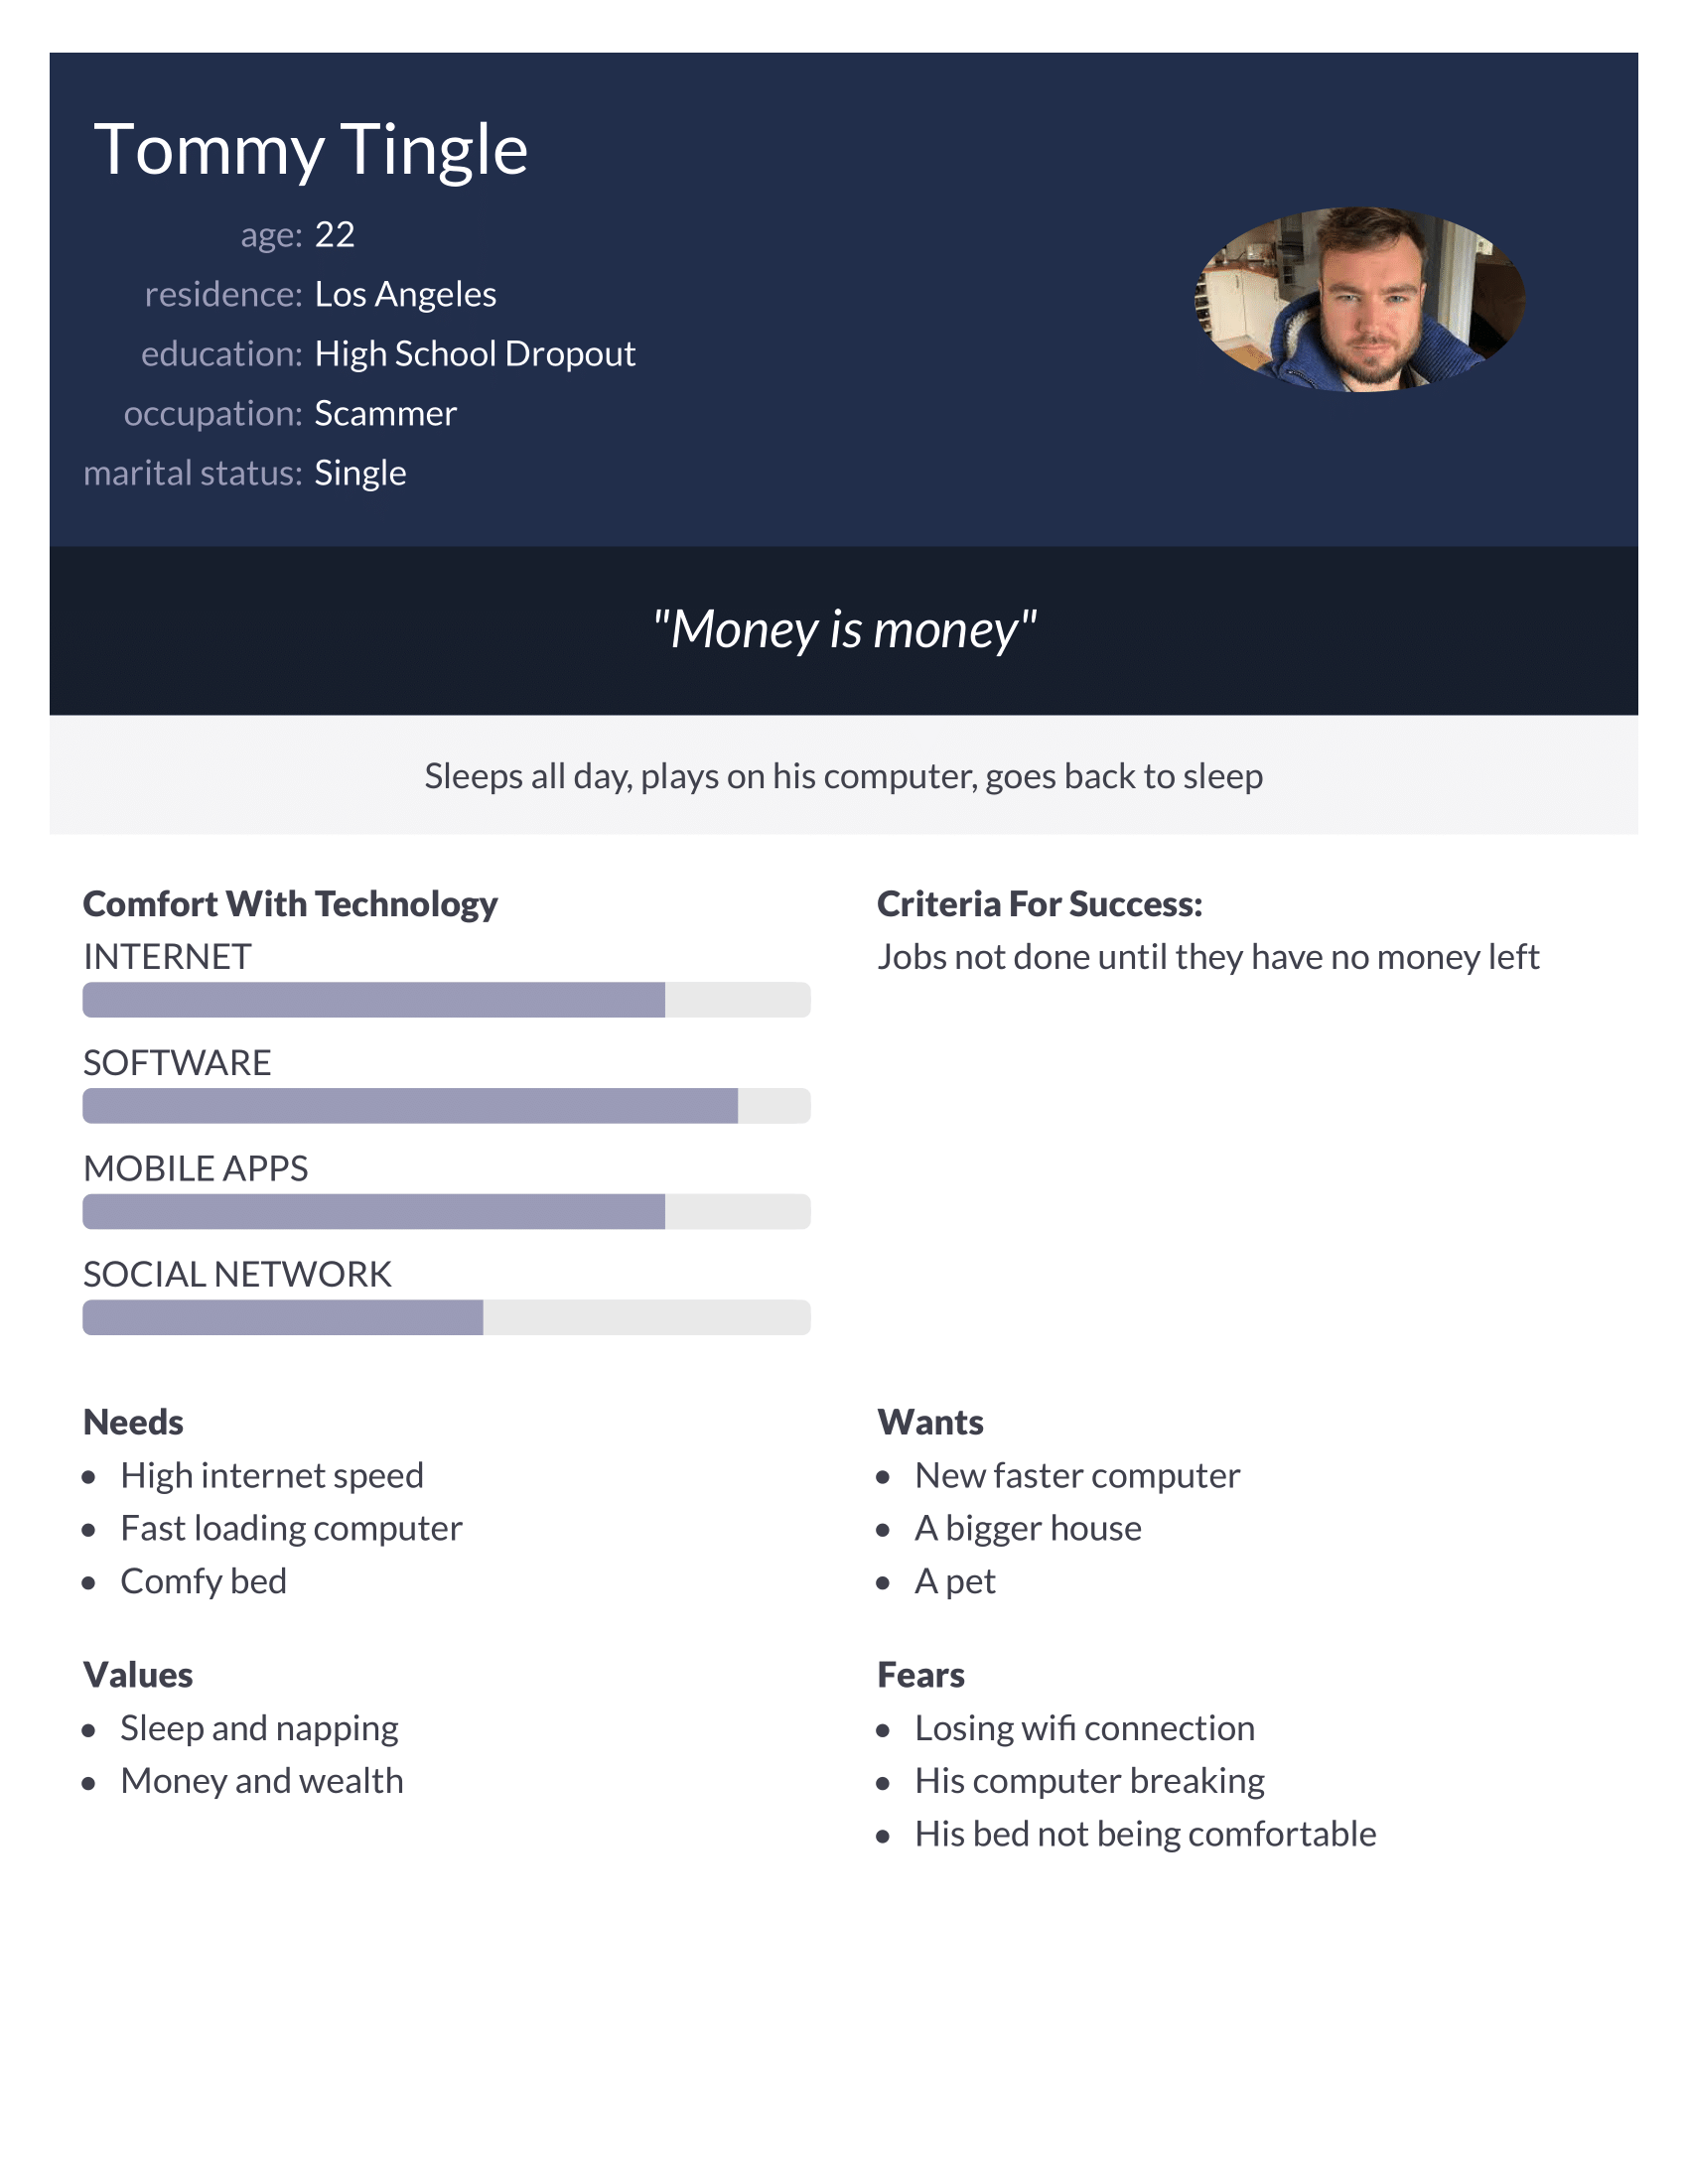 Tommy Tingle
age: 22
residence: Los Angeles
education: High School Dropout
occupation: Scammer
marital status: Single
"Money is money"
Sleeps all day, plays on his computer, goes back to sleep
Comfort With Technology
INTERNET
SOFTWARE
MOBILE APPS
SOCIAL NETWORK
Criteria For Success:
Jobs not done until they have no money left
Needs
• High internet speed
• Fast loading computer
• Comfy bed
Wants
• New faster computer
• A bigger house
• A pet
Values
• Sleep and napping
• Money and wealth
Fears
• Losing wifi connection
• His computer breaking
• His bed not being comfortable